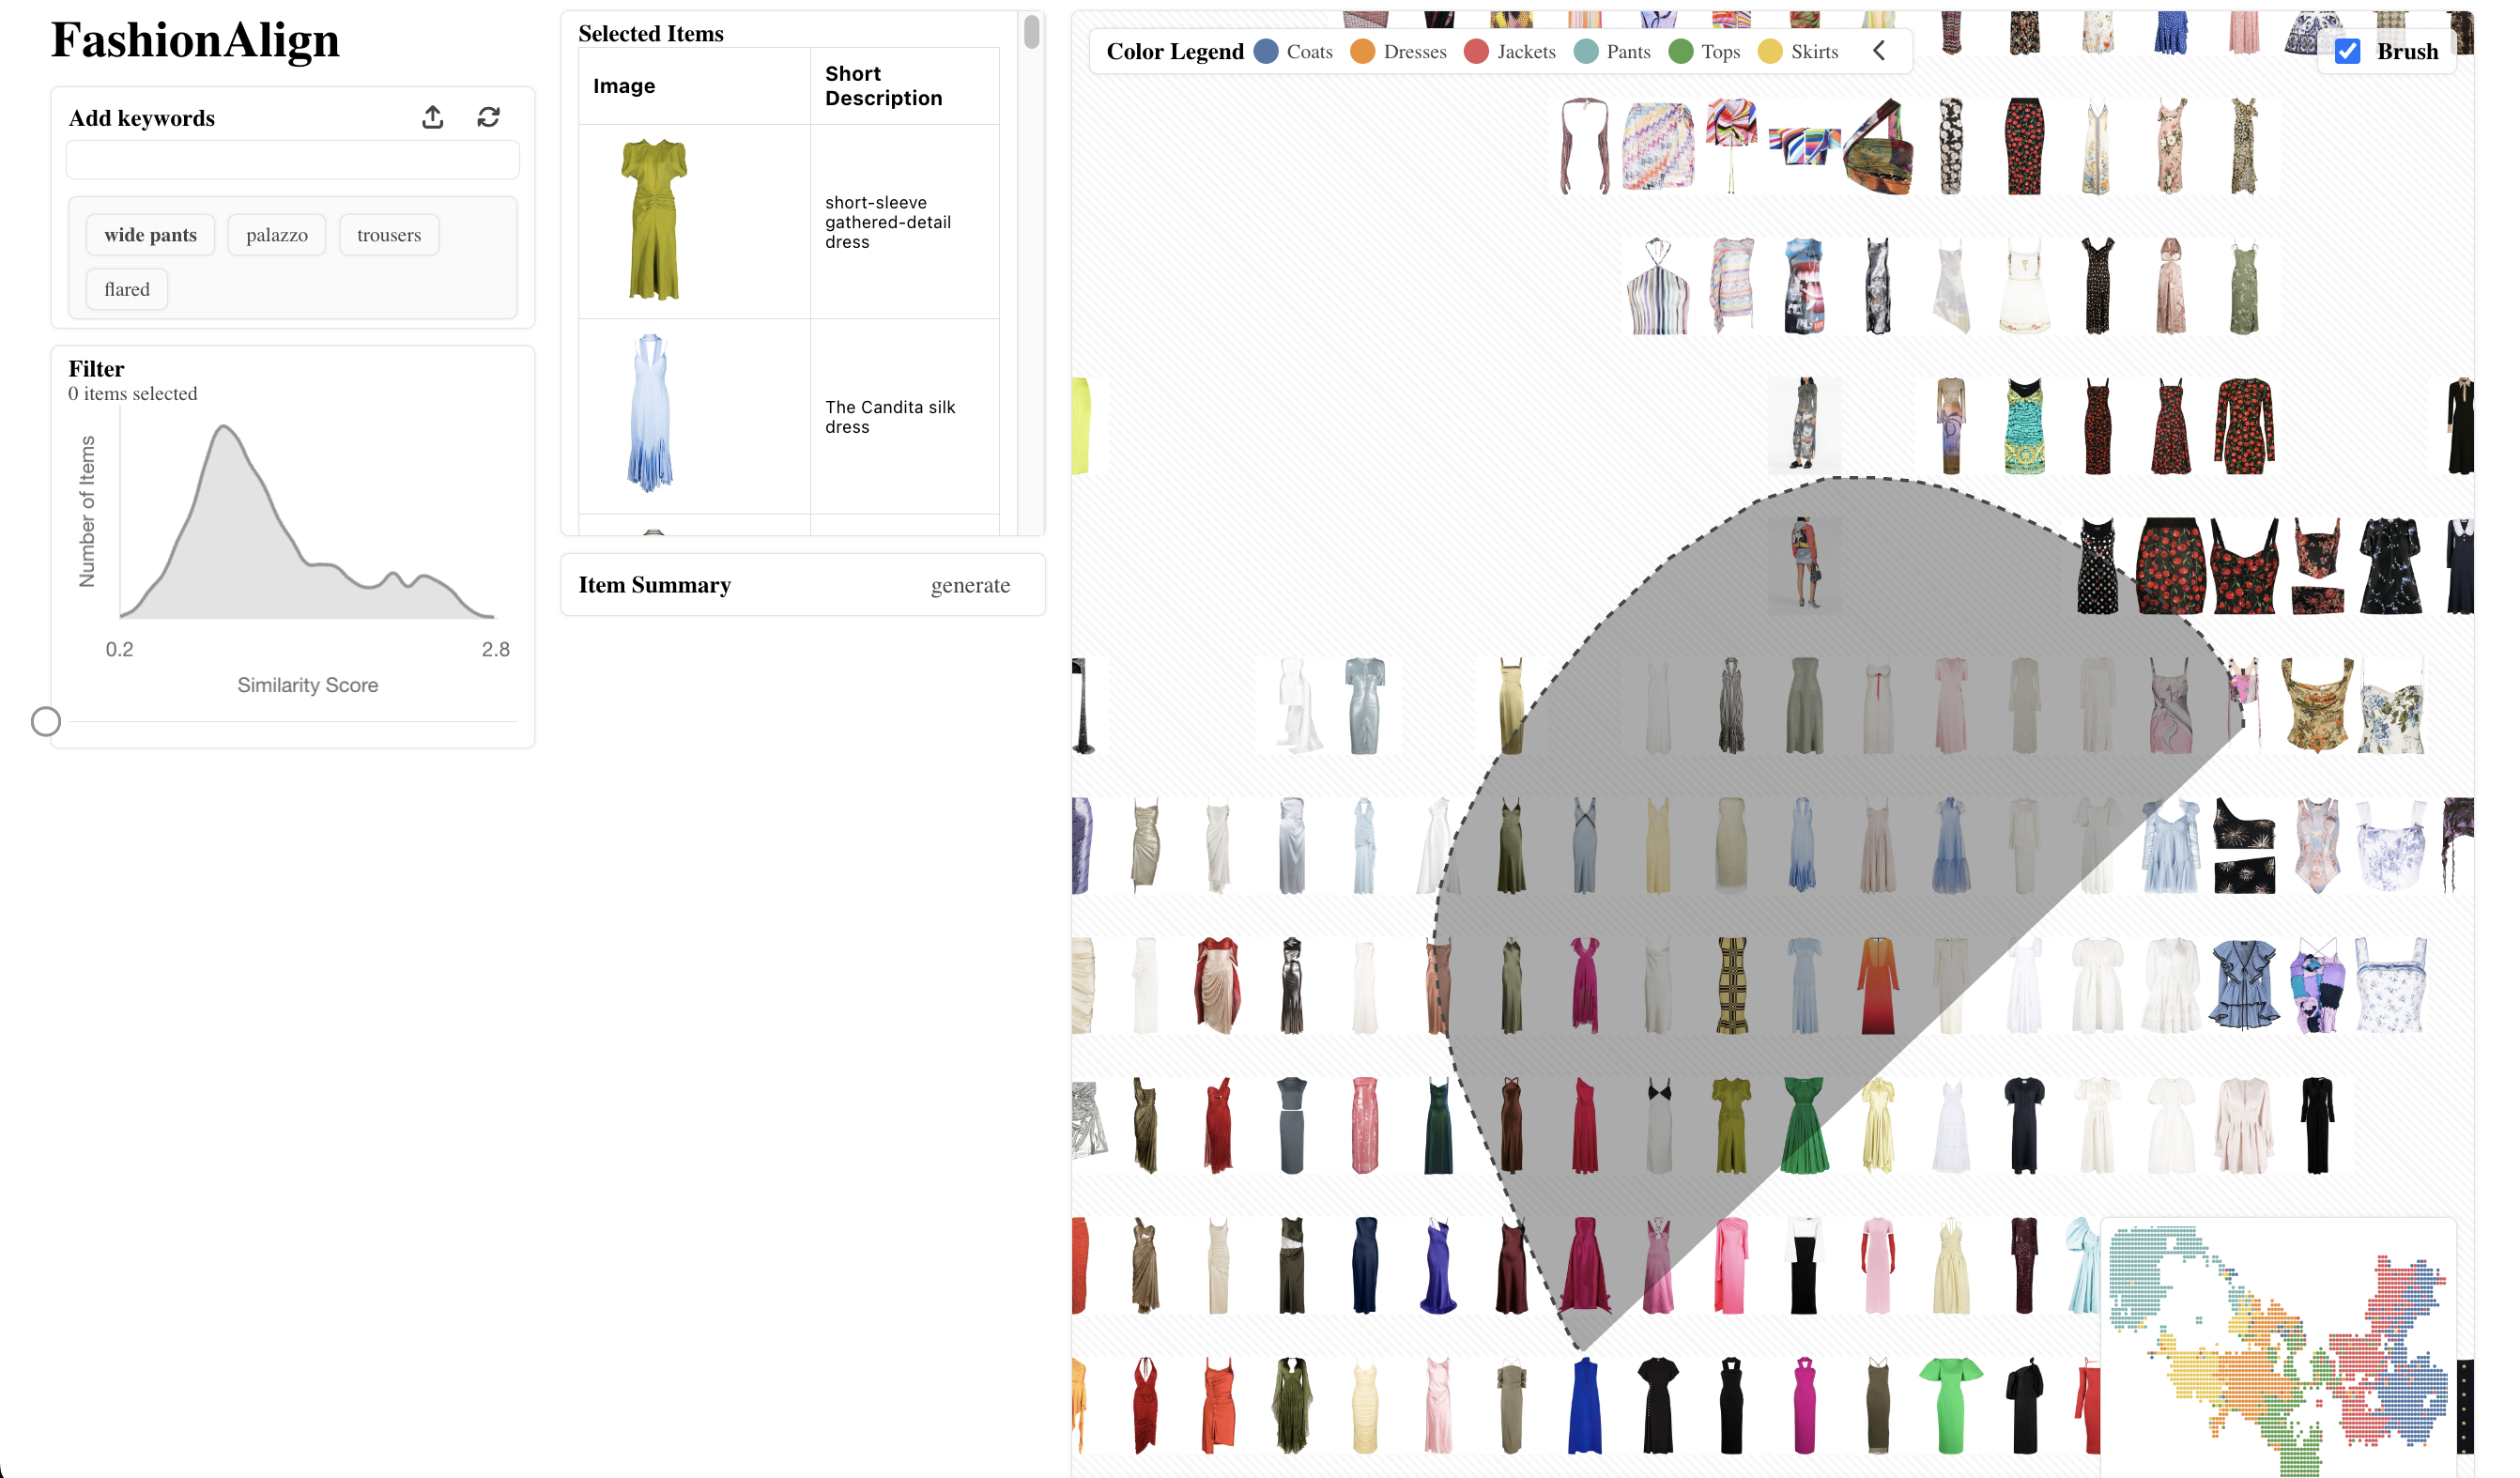 FashionAlign
Add keywords
wide pants
palazzo
trousers
flared
Filter
0 items selected
Number of Items
0.2
2.8
Similarity Score
Selected Items
Image
Short
Description
short-sleeve
gathered-detail
dress
The Candita silk
dress
Item Summary
generate
Color Legend Coats Dresses Jackets Pants Tops Skirts
Brush